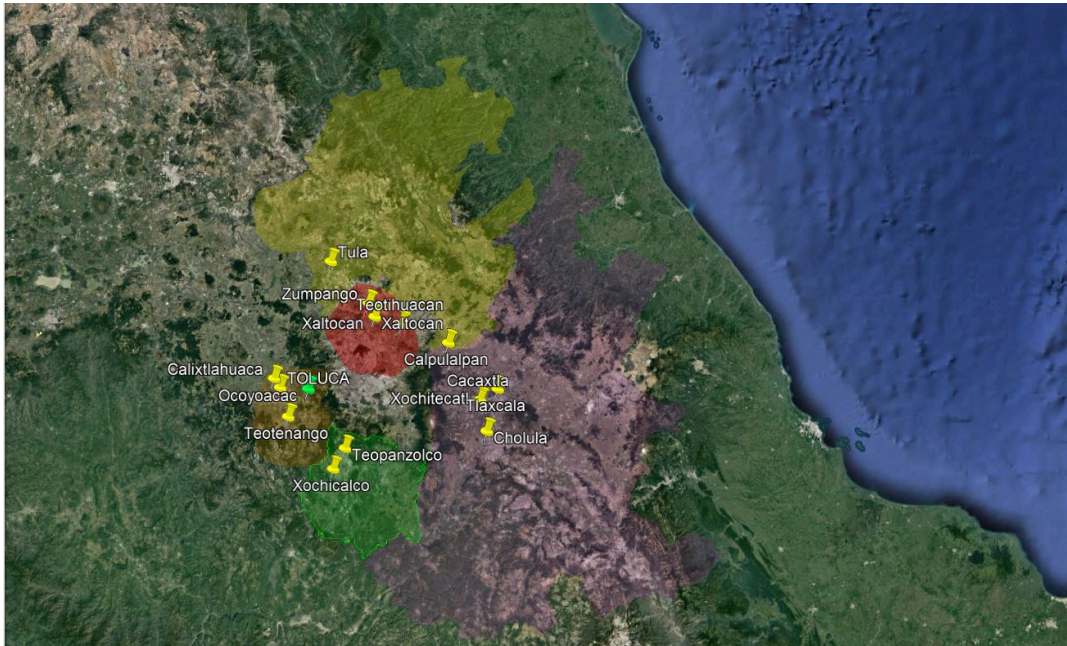 Tula
Zumpango
Teotihuacan
Xaltocan
Xaltocan
Calpulalpan
Calixtlahuaca
TOLUCA
Ocoyoacac
Cacaxtla
Xochitecatl
Tlaxcala
Teotenango
Cholula
Teopanzolco
Xochicalco